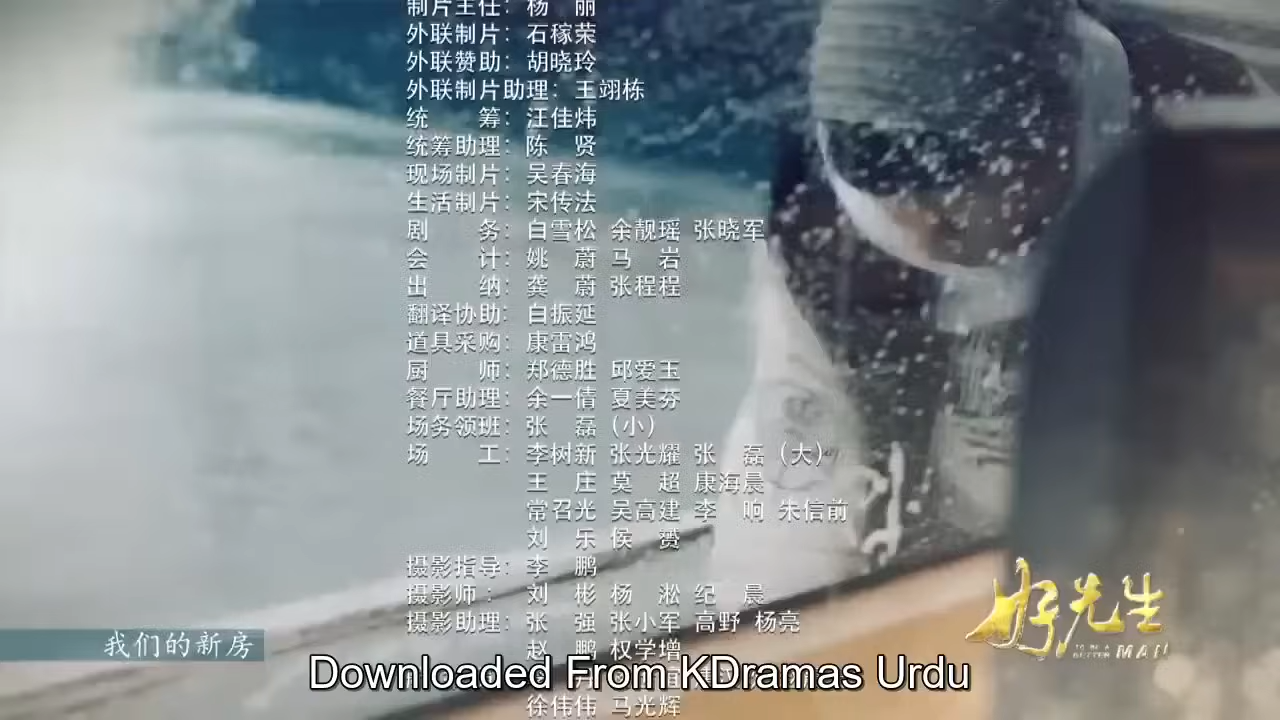 制片主任：杨　丽
外联制片：石稼荣
外联赞助：胡晓玲
外联制片助理：王翊栋
统　　筹：汪佳炜
统筹助理：陈　贤
现场制片：吴春海
生活制片：宋传法
剧　　务：白雪松 余靓瑶 张晓军
会　　计：姚　蔚 马　岩
出　　纳：龚　蔚 张程程
翻译协助：白振延
道具采购：康雷鸿
厨　　师：郑德胜 邱爱玉
餐厅助理：余一倩 夏美芬
场务领班：张　磊（小）
场　　工：李树新 张光耀 张　磊（大）
王　庄 莫　超 康海晨
常召光 吴高建 李　响 朱信前
刘　乐 侯　赟
摄影指导：李　鹏
摄影师：刘　彬 杨　淞 纪　晨
摄影助理：张　强 张小军 高野 杨亮
赵　鹏 权学增
徐伟伟 马光辉
我们的新房
好先生
TO BE A BETTER MAN
Downloaded From KDramas Urdu